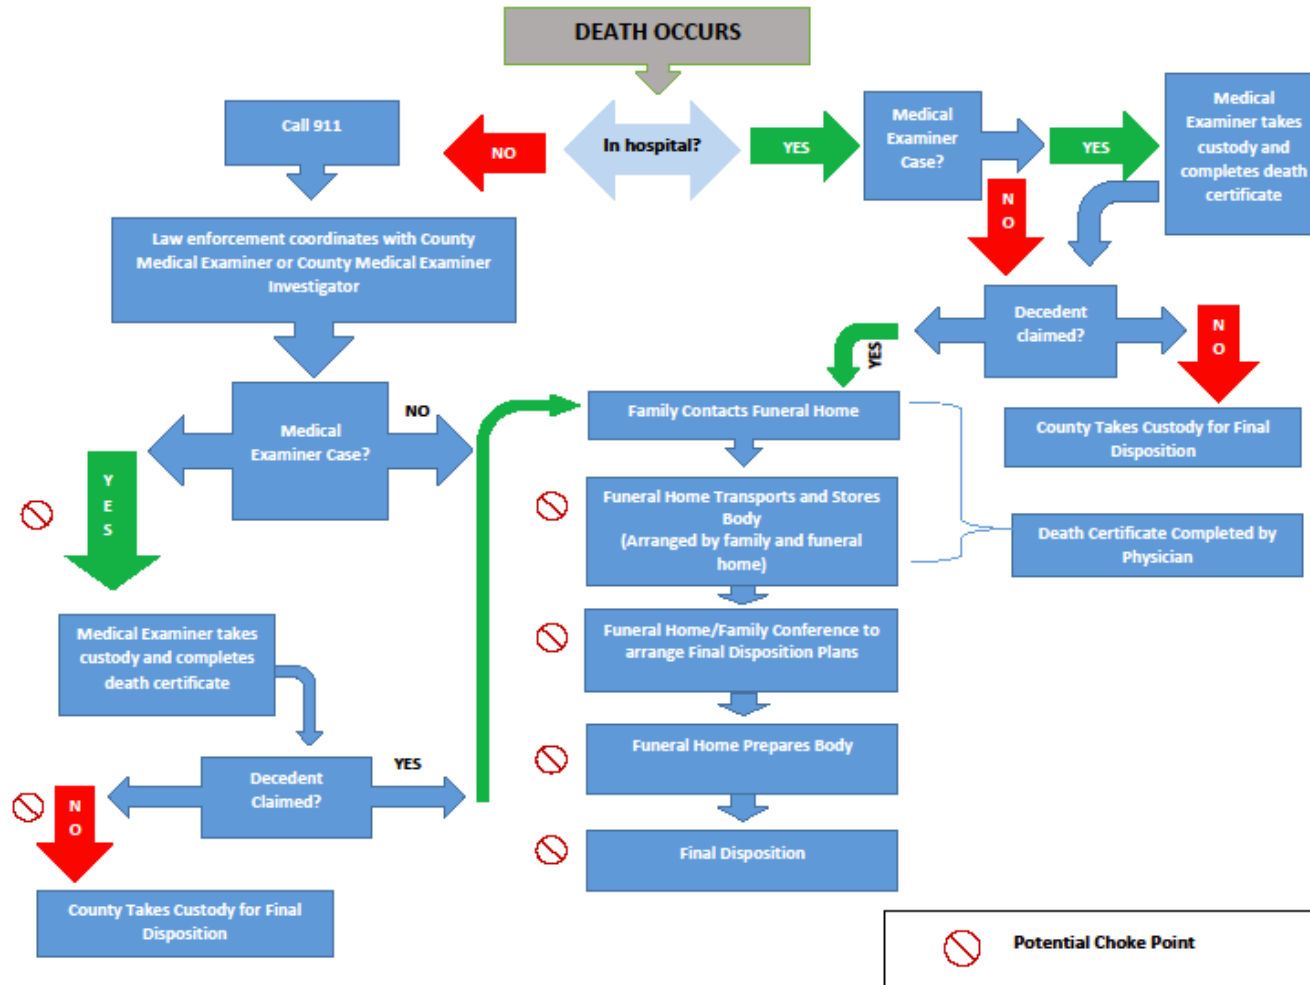 DEATH OCCURS
Call 911
NO
In hospital?
YES
Medical
Examiner
Case?
YES
Medical
Examiner takes
custody and
completes death
certificate
N
O
Law enforcement coordinates with County
Medical Examiner or County Medical Examiner
Investigator
Decedent
claimed?
N
O
YES
Medical
Examiner Case?
NO
Family Contacts Funeral Home
County Takes Custody for Final
Disposition
Y
E
S
Funeral Home Transports and Stores
Body
(Arranged by family and funeral
home)
Death Certificate Completed by
Physician
Medical Examiner takes
custody and completes
death certificate
Funeral Home/Family Conference to
arrange Final Disposition Plans
Funeral Home Prepares Body
Decedent
Claimed?
YES
N
O
Final Disposition
County Takes Custody for Final
Disposition
Potential Choke Point